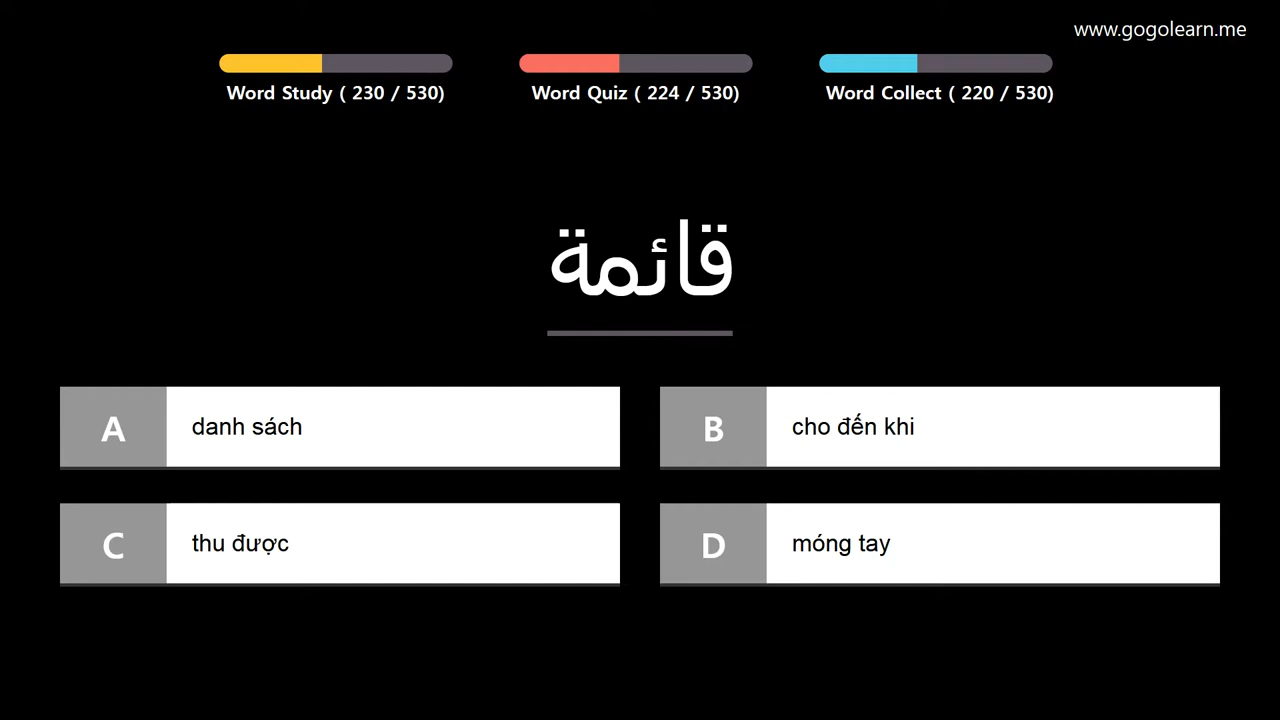 www.gogolearn.me
Word Study ( 230 / 530)
Word Quiz ( 224 / 530)
Word Collect ( 220 / 530)
قائمة
A
danh sách
B
cho đến khi
C
thu được
D
móng tay